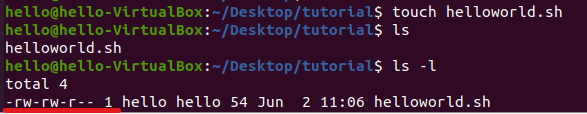 hello@hello-VirtualBox:~/Desktop/tutorial$ touch helloworld.sh
hello@hello-VirtualBox:~/Desktop/tutorial$ ls
helloworld.sh
hello@hello-VirtualBox:~/Desktop/tutorial$ ls -l
total 4
-rw-rw-r-- 1 hello hello 54 Jun  2 11:06 helloworld.sh